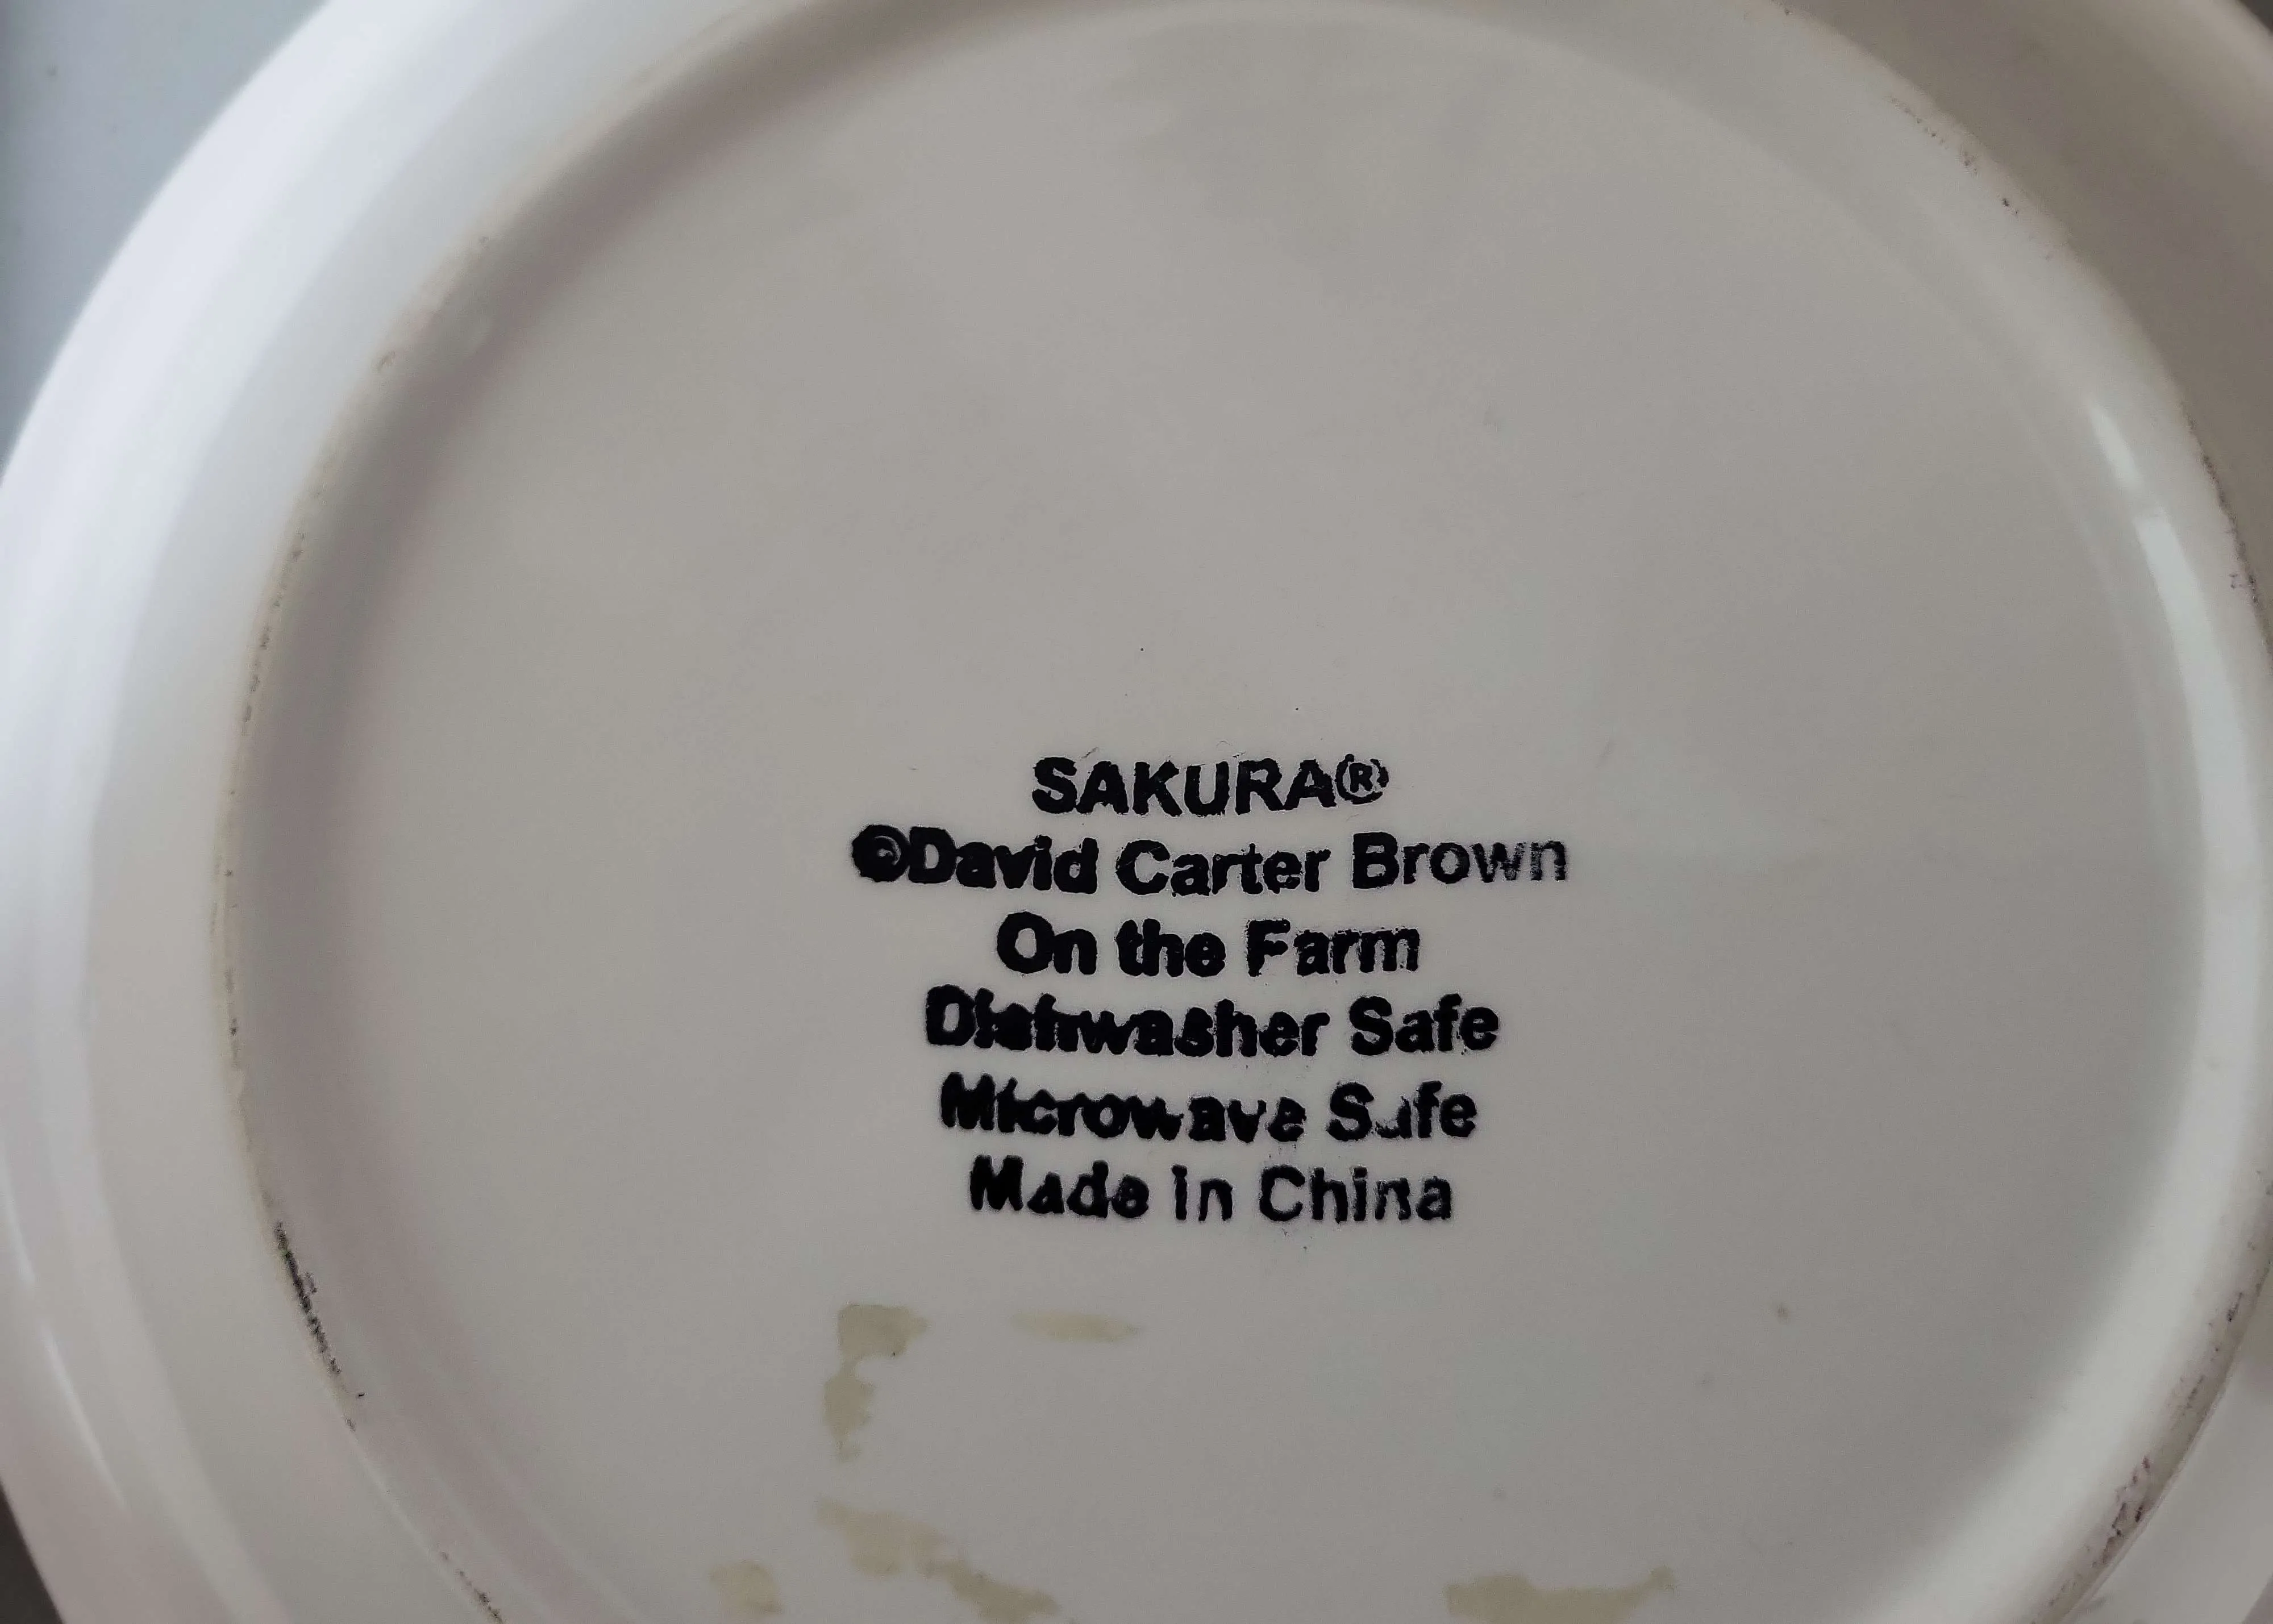 SAKURA®
©David Carter Brown
On the Farm
Dishwasher Safe
Microwave Safe
Made in China